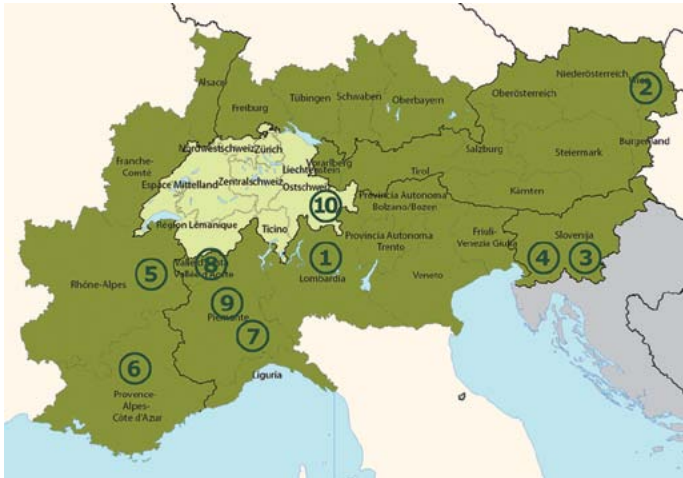 Alsace
Freiburg
Tübingen
Schwaben
Oberbayern
Oberösterreich
Niederösterreich
2
Burgenland
Salzburg
Steiermark
Kärnten
Tirol
Vorarlberg
Franche-
Comté
Nordwestschweiz
Zürich
Liechtenstein
Espace Mittelland
Zentralschweiz
Ostschweiz
10
Région Lémanique
Ticino
Provincia Autonoma
Bolzano/Bozen
Provincia Autonoma
Trento
Friuli-
Venezia Giulia
Slovenija
4
3
Rhône-Alpes
5
8
1
Lombardia
Veneto
9
Piemonte
7
6
Liguria
Provence-
Alpes-
Côte d'Azur